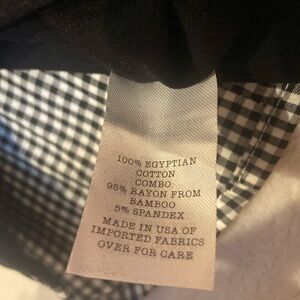 100% EGYPTIAN
COTTON
COMBO:
95% RAYON FROM
BAMBOO
5% SPANDEX
MADE IN USA OF
IMPORTED FABRICS
OVER FOR CARE